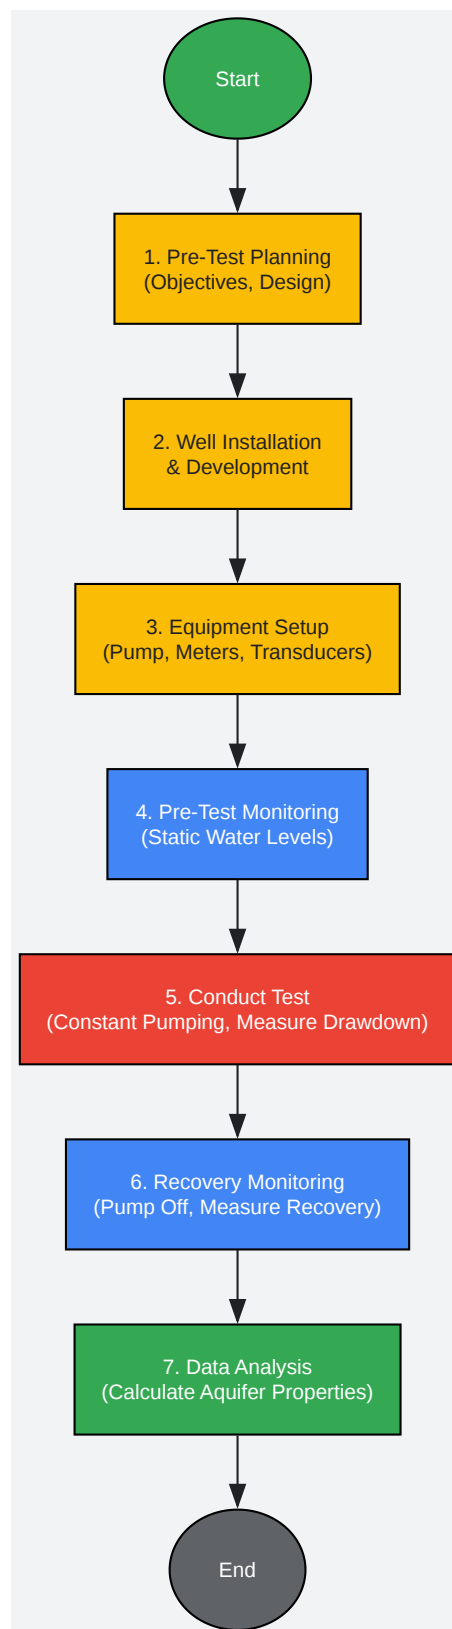 Start
1. Pre-Test Planning
(Objectives, Design)
2. Well Installation
& Development
3. Equipment Setup
(Pump, Meters, Transducers)
4. Pre-Test Monitoring
(Static Water Levels)
5. Conduct Test
(Constant Pumping, Measure Drawdown)
6. Recovery Monitoring
(Pump Off, Measure Recovery)
7. Data Analysis
(Calculate Aquifer Properties)
End